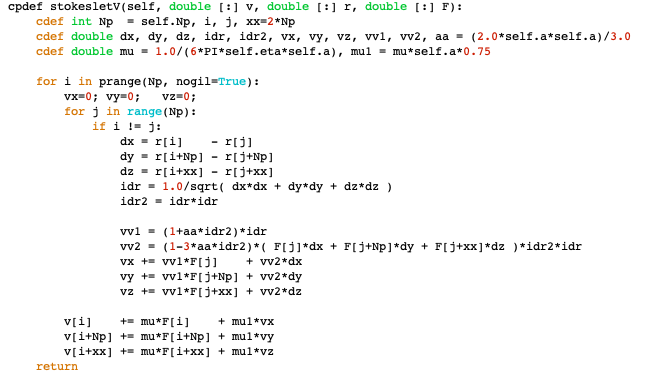 cpdef stokesletV(self, double [:] v, double [:] r, double [:] F):
    cdef int Np  = self.Np, i, j, xx=2*Np
    cdef double dx, dy, dz, idr, idr2, vx, vy, vz, vv1, vv2, aa = (2.0*self.a*self.a)/3.0
    cdef double mu = 1.0/(6*PI*self.eta*self.a), mu1 = mu*self.a*0.75

    for i in prange(Np, nogil=True):
        vx=0; vy=0;   vz=0;
        for j in range(Np):
            if i != j:
                dx = r[i]    - r[j]
                dy = r[i+Np] - r[j+Np]
                dz = r[i+xx] - r[j+xx]
                idr = 1.0/sqrt( dx*dx + dy*dy + dz*dz )
                idr2 = idr*idr

                vv1 = (1+aa*idr2)*idr
                vv2 = (1-3*aa*idr2)*( F[j]*dx + F[j+Np]*dy + F[j+xx]*dz )*idr2*idr
                vx += vv1*F[j]    + vv2*dx
                vy += vv1*F[j+Np] + vv2*dy
                vz += vv1*F[j+xx] + vv2*dz

        v[i]    += mu*F[i]    + mu1*vx
        v[i+Np] += mu*F[i+Np] + mu1*vy
        v[i+xx] += mu*F[i+xx] + mu1*vz
    return